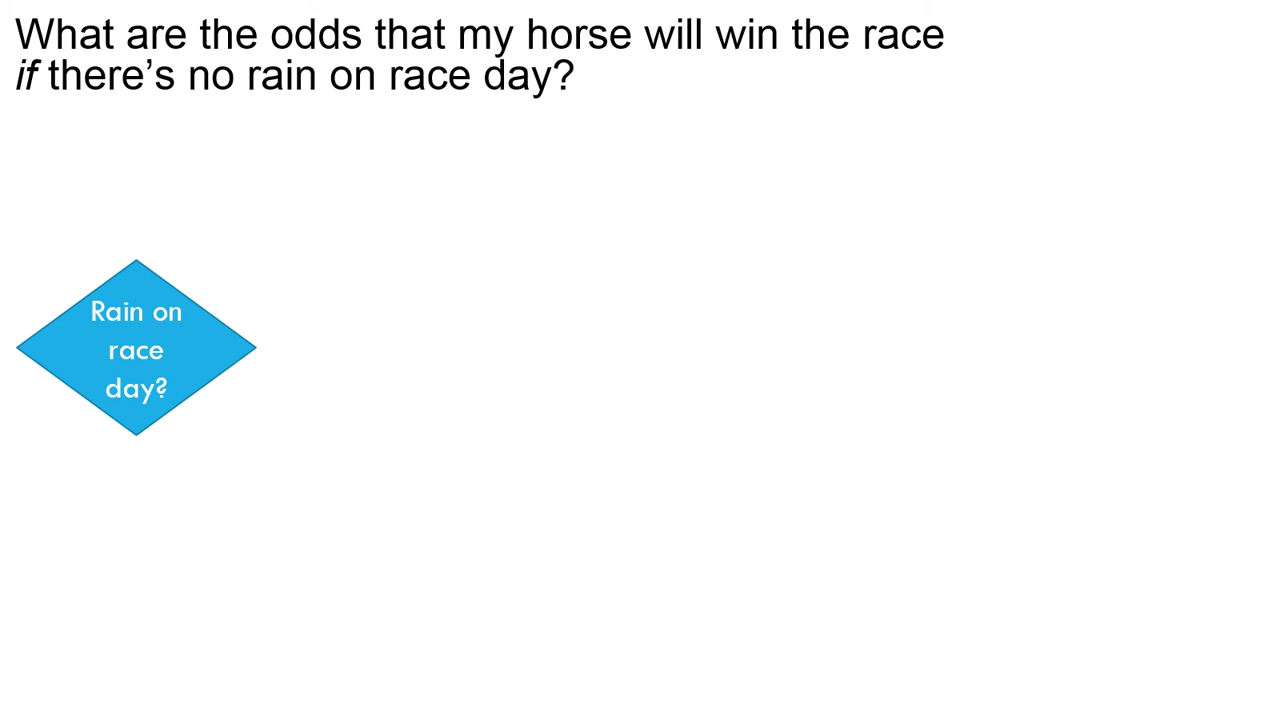 What are the odds that my horse will win the race
if there’s no rain on race day?
Rain on
race
day?